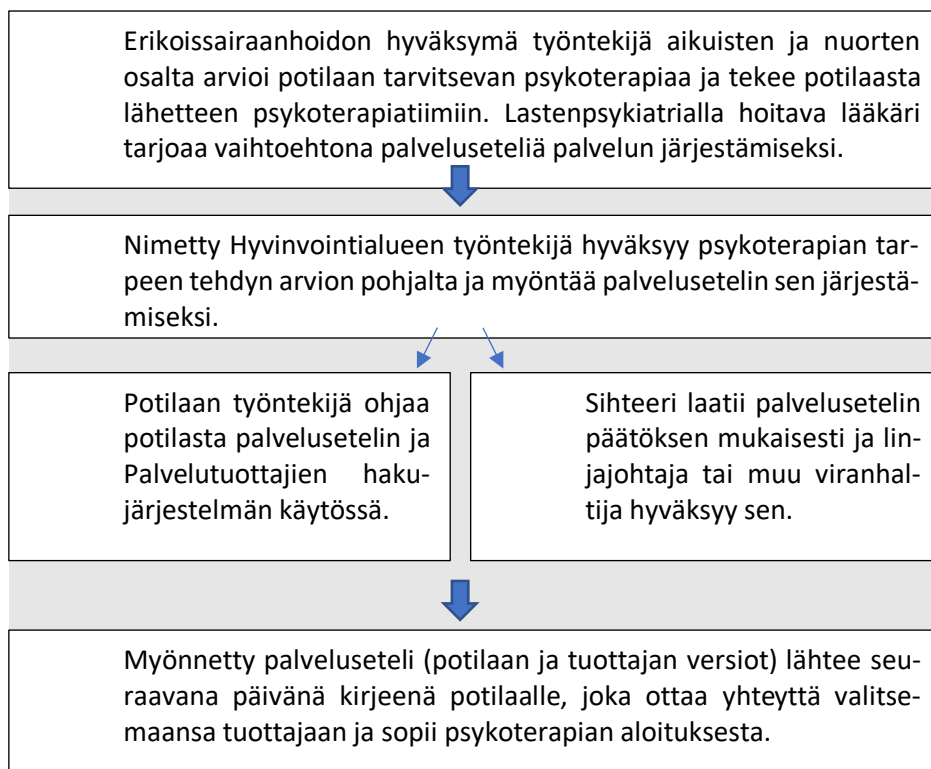 Erikoissairaanhoidon hyväksymä työntekijä aikuisten ja nuorten
osalta arvioi potilaan tarvitsevan psykoterapiaa ja tekee potilaasta
lähetteen psykoterapiatiimiin. Lastenpsykiatrialla hoitava lääkäri
tarjoaa vaihtoehtona palveluseteliä palvelun järjestämiseksi.
Nimetty Hyvinvointialueen työntekijä hyväksyy psykoterapian tar-
peen tehdyn arvion pohjalta ja myöntää palvelusetelin sen järjestä-
miseksi.
Potilaan työntekijä ohjaa
potilasta palvelusetelin ja
Palvelutuottajien haku-
järjestelmän käytössä.
Sihteeri laatii palvelusetelin
päätöksen mukaisesti ja lin-
jajohtaja tai muu viranhal-
tija hyväksyy sen.
Myönnetty palveluseteli (potilaan ja tuottajan versiot) lähtee seu-
raavana päivänä kirjeenä potilaalle, joka ottaa yhteyttä valitse-
maansa tuottajaan ja sopii psykoterapian aloituksesta.